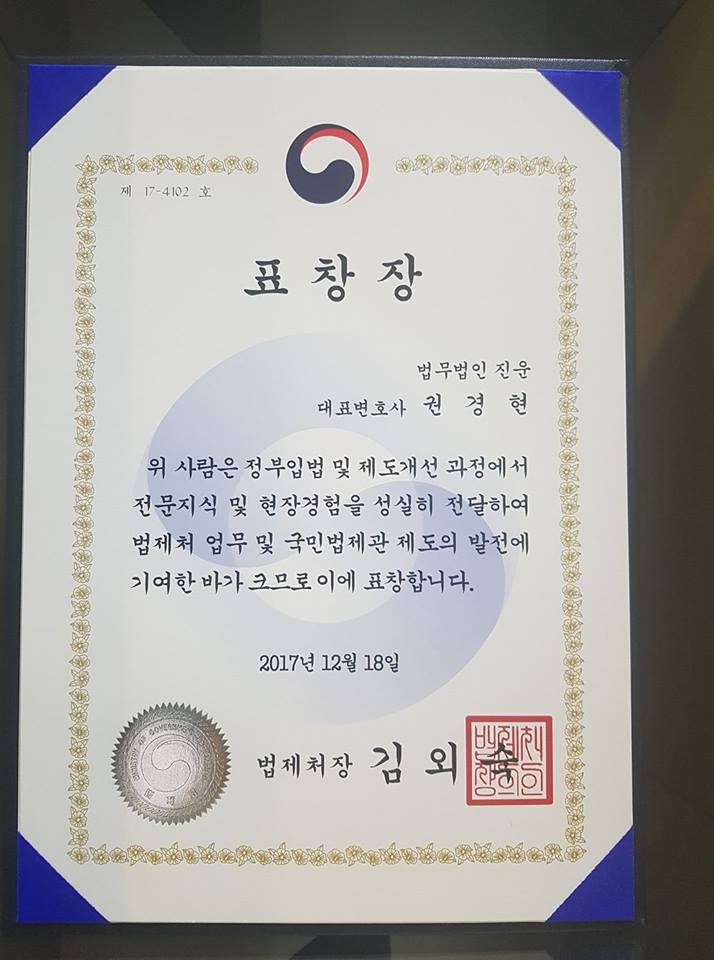 제 17-4102 호
표창장
법무법인 진운
대표변호사 권 경 현
위 사람은 정부입법 및 제도개선 과정에서
전문지식 및 현장경험을 성실히 전달하여
법제처 업무 및 국민법제관 제도의 발전에
기여한 바가 크므로 이에 표창합니다.
2017년 12월 18일
법제처장 김 외 숙